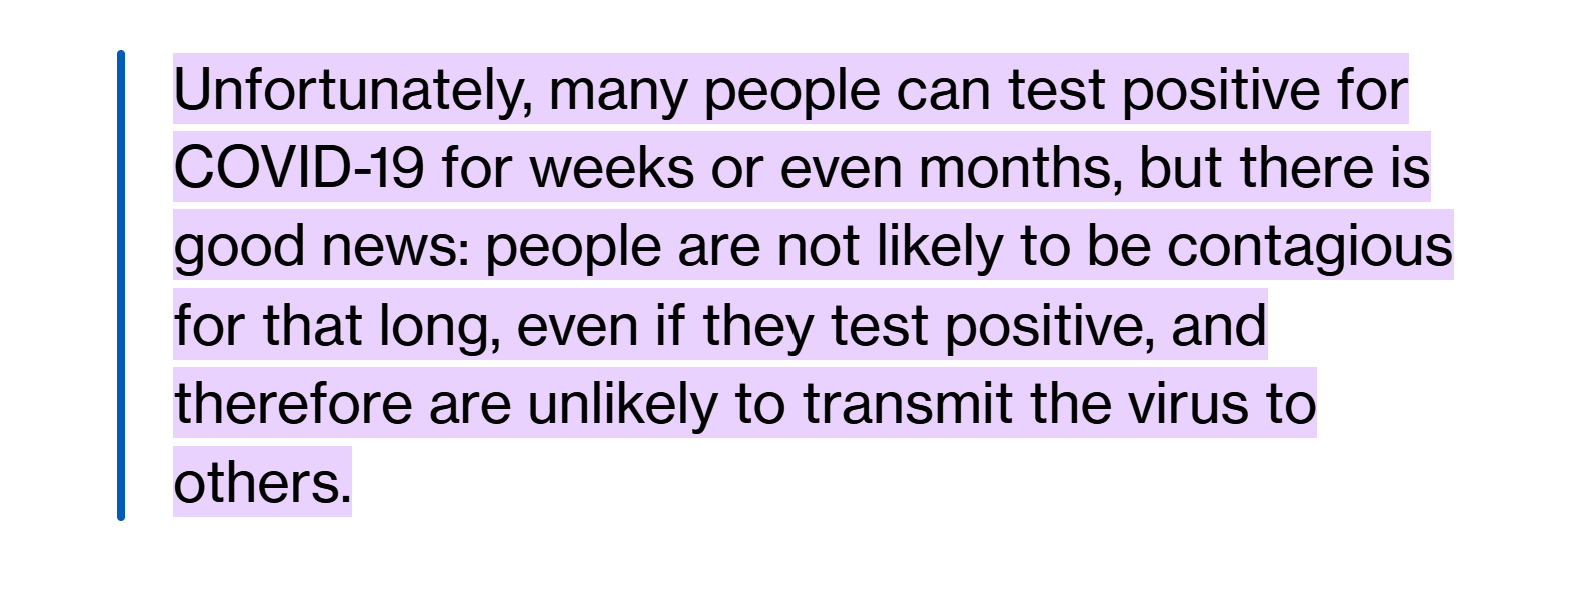 Unfortunately, many people can test positive for
COVID-19 for weeks or even months, but there is
good news: people are not likely to be contagious
for that long, even if they test positive, and
therefore are unlikely to transmit the virus to
others.